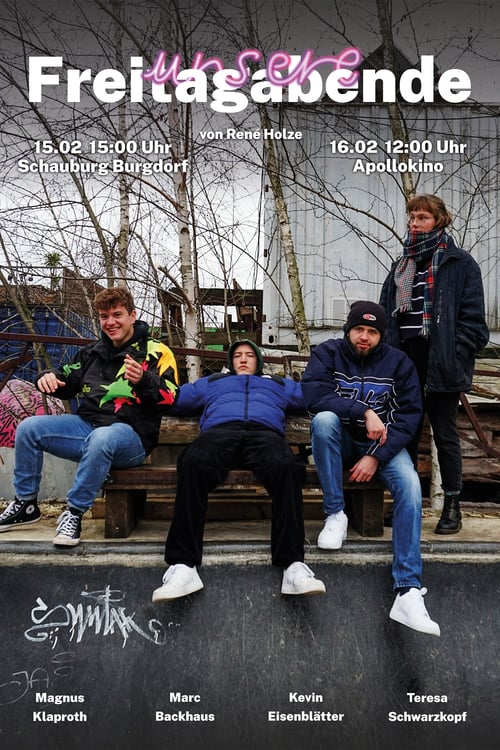 unsere
Freitagabende
von René Holze
15.02 15:00 Uhr
Schauburg Burgdorf
16.02 12:00 Uhr
Apollokino
Magnus
Klaproth
Marc
Backhaus
Kevin
Eisenblätter
Teresa
Schwarzkopf